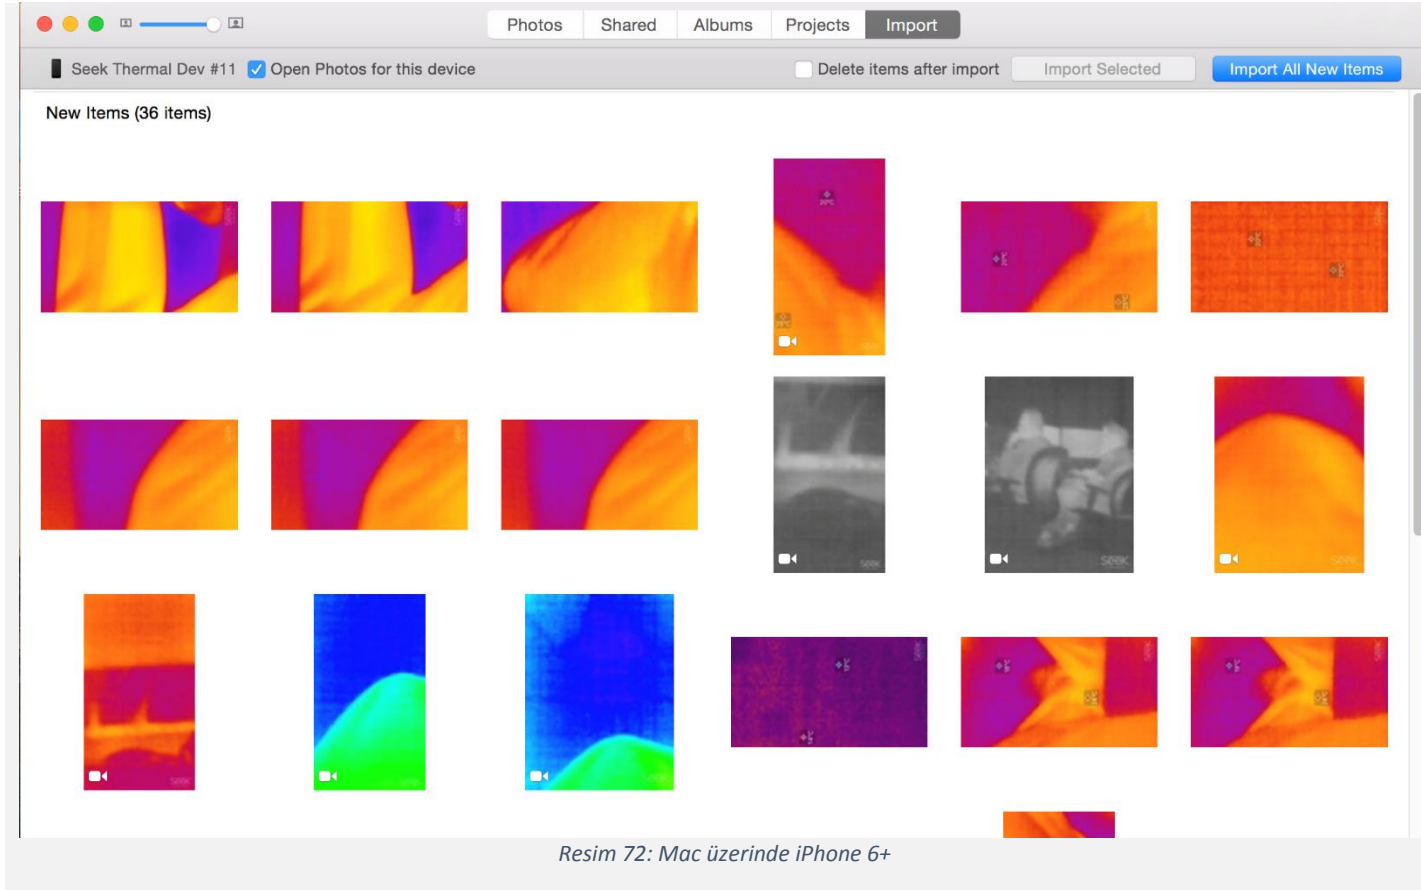 Photos Shared Albums Projects Import
Seek Thermal Dev #11 Open Photos for this device Delete items after import Import Selected Import All New Items
New Items (36 items)
Resim 72: Mac üzerinde iPhone 6+